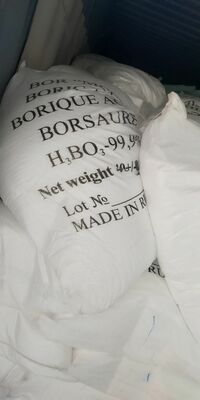 BORIC
BORIQUE A
BORSAURE
H₃BO₃-99,9
Net weight
Lot №
MADE IN R